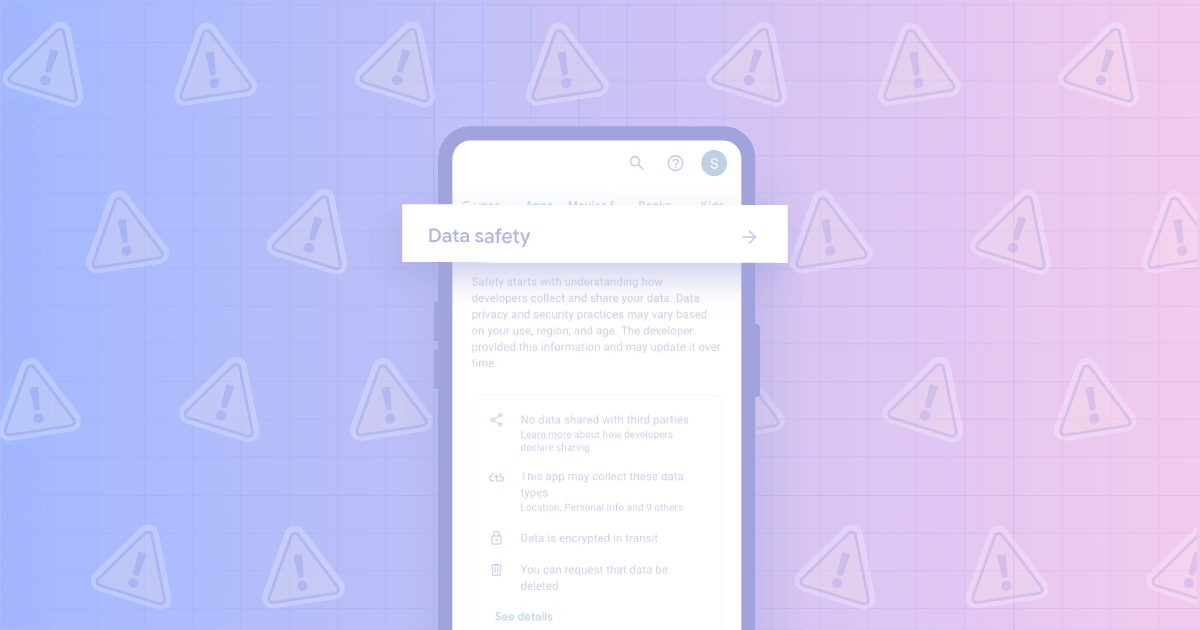 S
Games Apps Movies & Books Kids
Data safety
Safety starts with understanding how
developers collect and share your data. Data
privacy and security practices may vary based
on your use, region, and age. The developer
provided this information and may update it over
time.
No data shared with third parties
Learn more about how developers
declare sharing
This app may collect these data
types
Location, Personal info and 9 others
Data is encrypted in transit
You can request that data be
deleted
See details